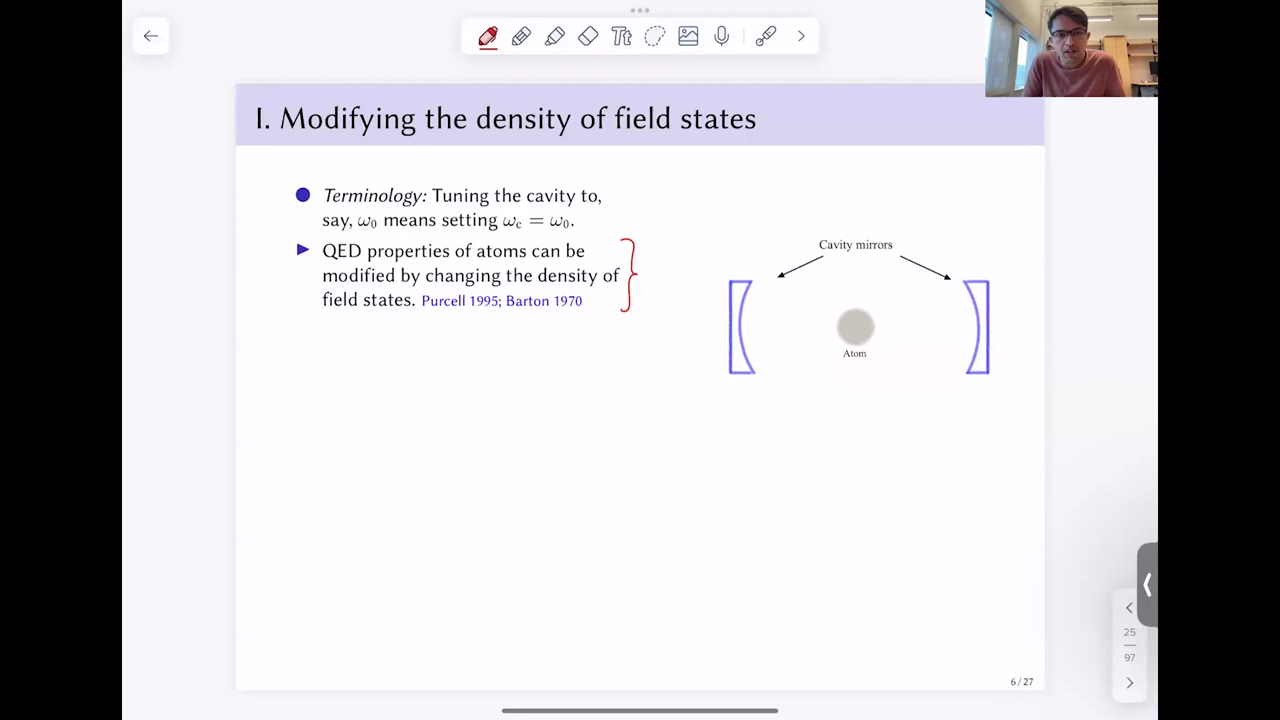 Tt
I. Modifying the density of field states
Terminology: Tuning the cavity to,
say, ω₀ means setting ω_c = ω₀.
QED properties of atoms can be
modified by changing the density of
field states. Purcell 1995; Barton 1970
Cavity mirrors
Atom
25
97
6 / 27